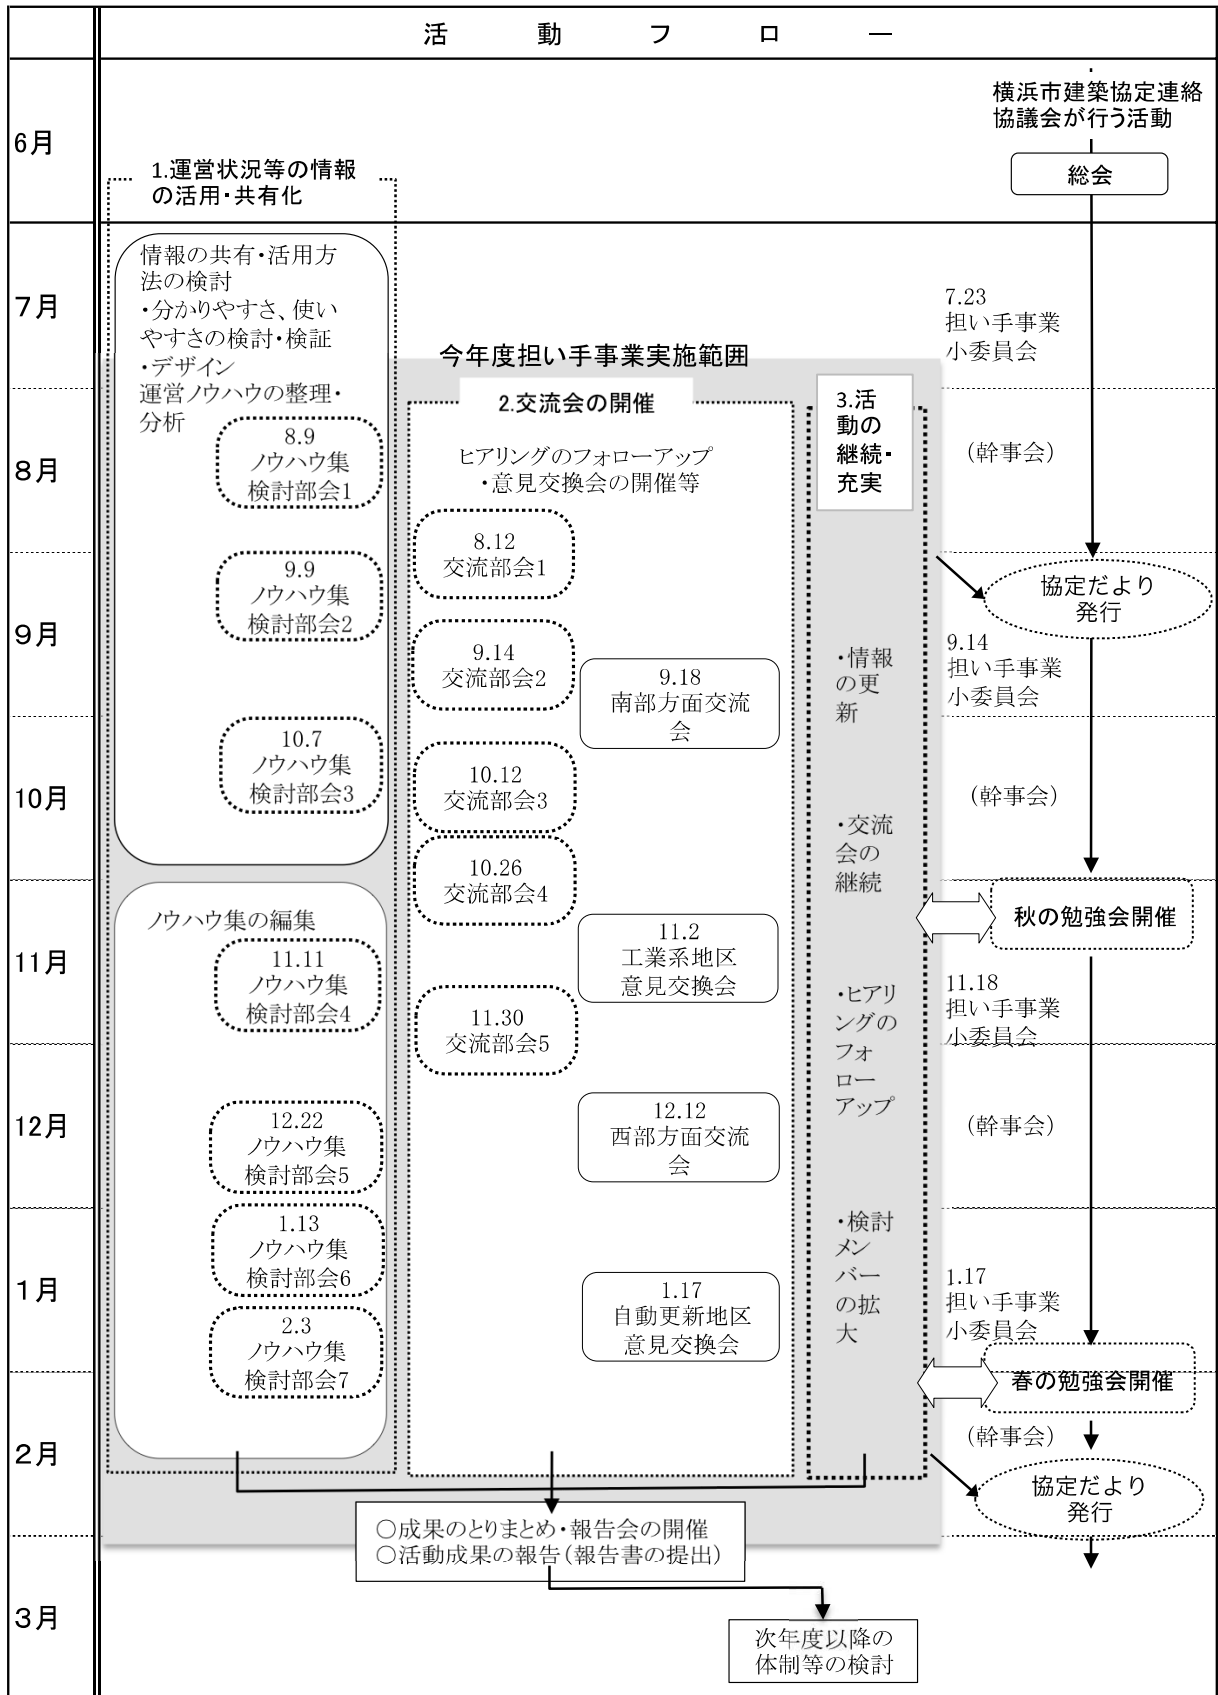 活動フロー
6月
横浜市建築協定連絡
協議会が行う活動
総会
1.運営状況等の情報
の活用・共有化
7月
情報の共有・活用方
法の検討
・分かりやすさ、使い
やすさの検討・検証
・デザイン
運営ノウハウの整理・
分析
7.23
担い手事業
小委員会
今年度担い手事業実施範囲
2.交流会の開催
3.活
動の
継続・
充実
8月
8.9
ノウハウ集
検討部会1
ヒアリングのフォローアップ
・意見交換会の開催等
(幹事会)
8.12
交流部会1
9月
9.9
ノウハウ集
検討部会2
協定だより
発行
9.14
交流部会2
9.18
南部方面交流
会
・情報
の更
新
9.14
担い手事業
小委員会
10月
10.7
ノウハウ集
検討部会3
10.12
交流部会3
(幹事会)
10.26
交流部会4
・交流
会の
継続
11月
ノウハウ集の編集
11.11
ノウハウ集
検討部会4
11.2
工業系地区
意見交換会
秋の勉強会開催
11.30
交流部会5
・ヒアリ
ングの
フォ
ロー
アップ
11.18
担い手事業
小委員会
12月
12.22
ノウハウ集
検討部会5
12.12
西部方面交流
会
(幹事会)
1月
1.13
ノウハウ集
検討部会6
1.17
自動更新地区
意見交換会
・検討
メン
バー
の拡
大
1.17
担い手事業
小委員会
2.3
ノウハウ集
検討部会7
春の勉強会開催
2月
(幹事会)
協定だより
発行
○成果のとりまとめ・報告会の開催
○活動成果の報告(報告書の提出)
3月
次年度以降の
体制等の検討